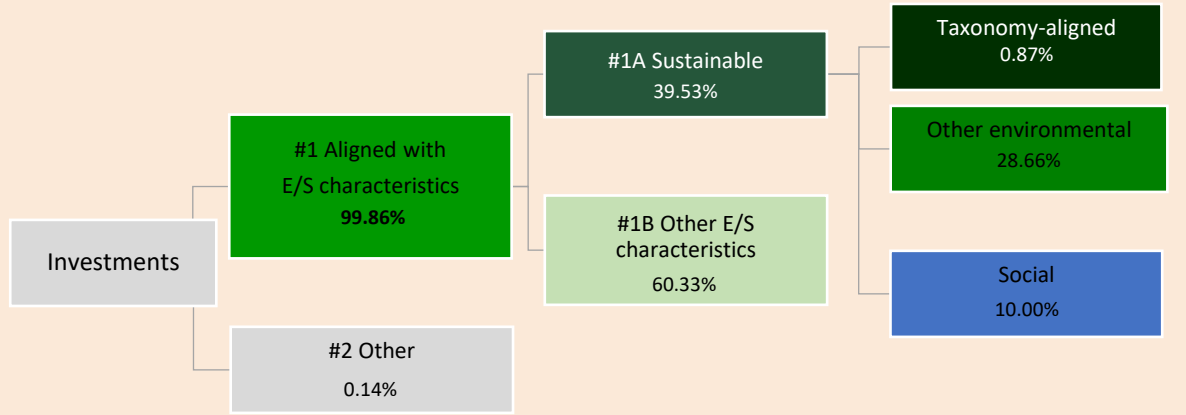 Investments
#1 Aligned with
E/S characteristics
99.86%
#2 Other
0.14%
#1A Sustainable
39.53%
#1B Other E/S
characteristics
60.33%
Taxonomy-aligned
0.87%
Other environmental
28.66%
Social
10.00%